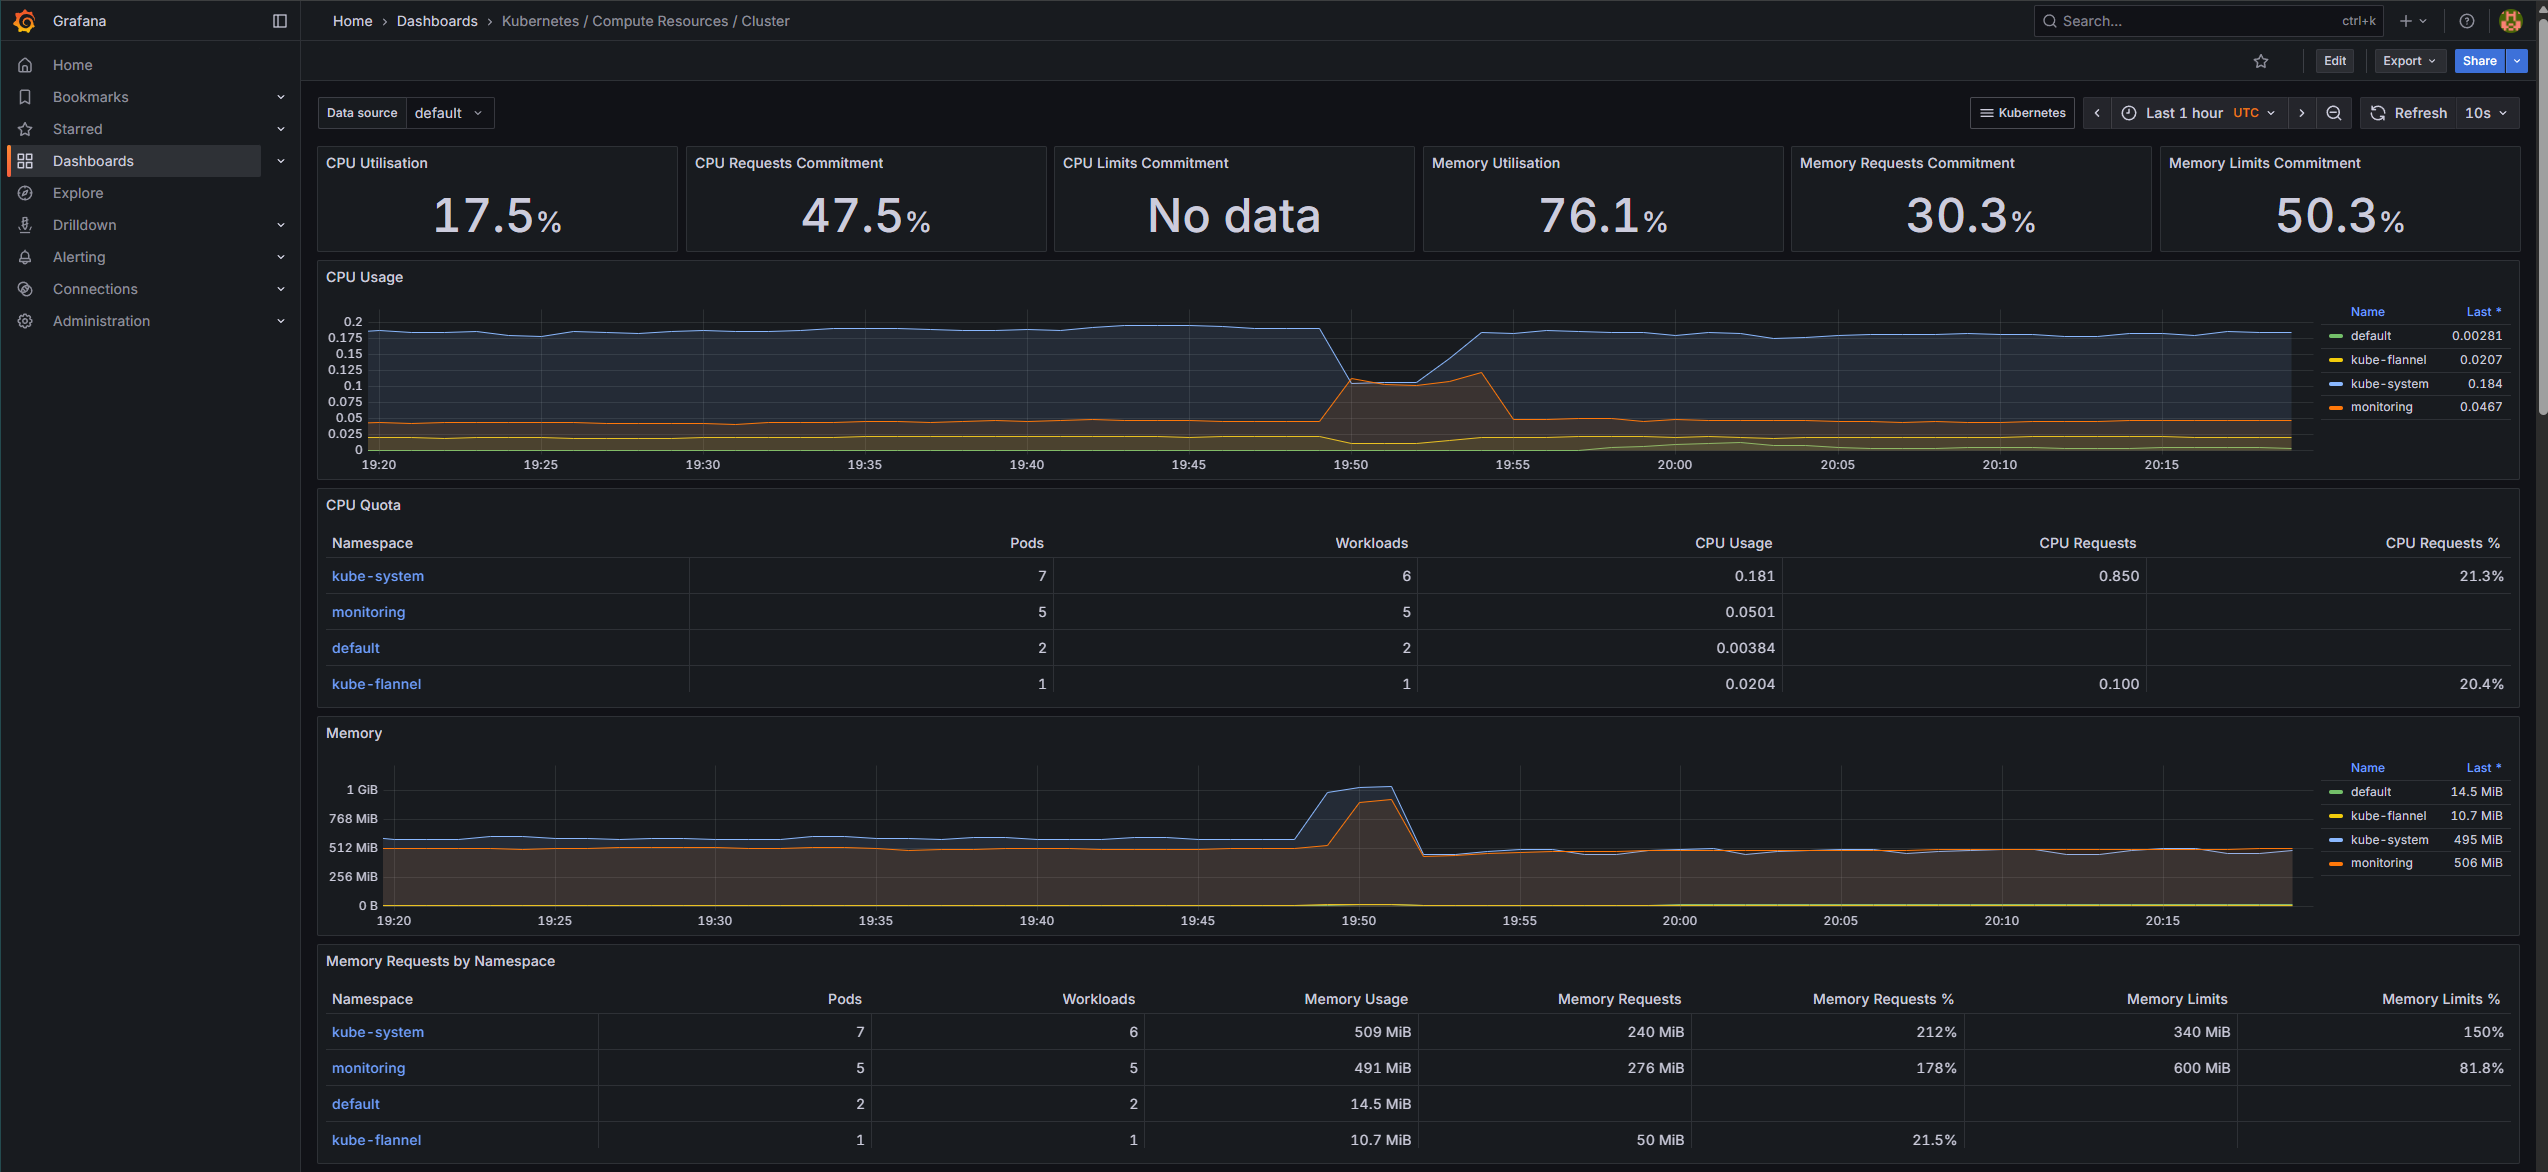 Grafana
Home › Dashboards › Kubernetes / Compute Resources / Cluster
Search... ctrl+k
Home
Bookmarks
Starred
Dashboards
Explore
Drilldown
Alerting
Connections
Administration
Edit Export Share
Data source default
Kubernetes Last 1 hour UTC Refresh 10s
CPU Utilisation
17.5%
CPU Requests Commitment
47.5%
CPU Limits Commitment
No data
Memory Utilisation
76.1%
Memory Requests Commitment
30.3%
Memory Limits Commitment
50.3%
CPU Usage
0.2
0.175
0.15
0.125
0.1
0.075
0.05
0.025
0
19:20 19:25 19:30 19:35 19:40 19:45 19:50 19:55 20:00 20:05 20:10 20:15
Name Last *
default 0.00281
kube-flannel 0.0207
kube-system 0.184
monitoring 0.0467
CPU Quota
Namespace Pods Workloads CPU Usage CPU Requests CPU Requests %
kube-system 7 6 0.181 0.850 21.3%
monitoring 5 5 0.0501
default 2 2 0.00384
kube-flannel 1 1 0.0204 0.100 20.4%
Memory
1 GiB
768 MiB
512 MiB
256 MiB
0 B
19:20 19:25 19:30 19:35 19:40 19:45 19:50 19:55 20:00 20:05 20:10 20:15
Name Last *
default 14.5 MiB
kube-flannel 10.7 MiB
kube-system 495 MiB
monitoring 506 MiB
Memory Requests by Namespace
Namespace Pods Workloads Memory Usage Memory Requests Memory Requests % Memory Limits Memory Limits %
kube-system 7 6 509 MiB 240 MiB 212% 340 MiB 150%
monitoring 5 5 491 MiB 276 MiB 178% 600 MiB 81.8%
default 2 2 14.5 MiB
kube-flannel 1 1 10.7 MiB 50 MiB 21.5%